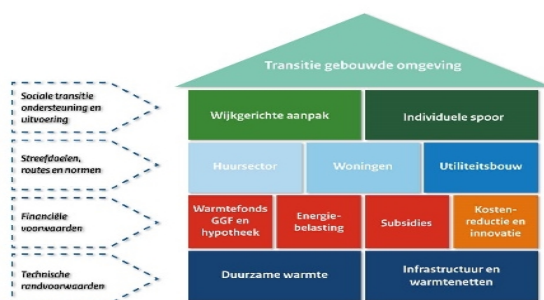 Transitie gebouwde omgeving
Sociale transitie
ondersteuning en
uitvoering
Wijkgerichte aanpak
Individuele spoor
Streefdoelen,
routes en normen
Huursector
Woningen
Utiliteitsbouw
Financiële
voorwaarden
Warmtefonds
GGF en
hypotheek
Energie-
belasting
Subsidies
Kosten-
reductie en
innovatie
Technische
randvoorwaarden
Duurzame warmte
Infrastructuur en
warmtenetten